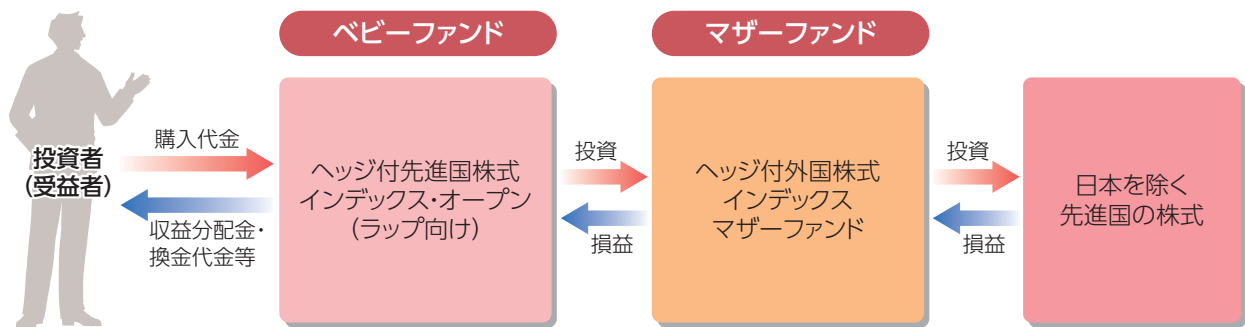 ベビーファンド
マザーファンド
投資者
(受益者)
購入代金
収益分配金・
換金代金等
ヘッジ付先進国株式
インデックス・オープン
(ラップ向け)
投資
損益
ヘッジ付外国株式
インデックス
マザーファンド
投資
損益
日本を除く
先進国の株式